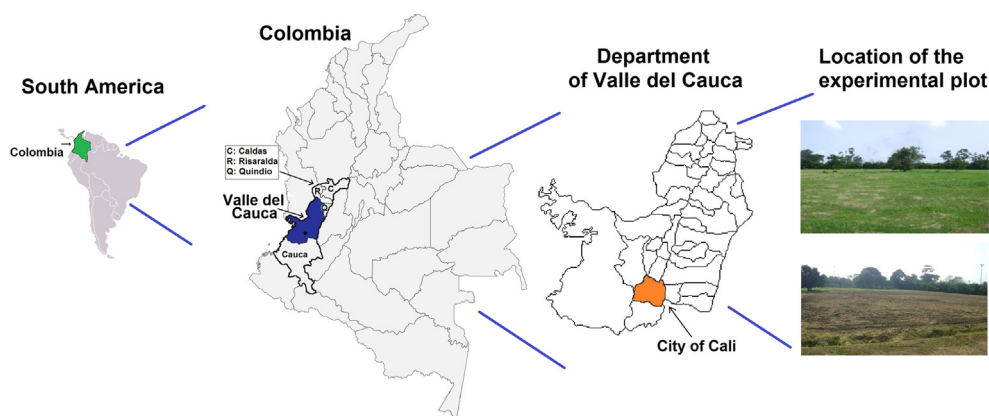 South America
Colombia
Colombia
C: Caldas
R: Risaralda
Q: Quindío
R
C
Q
Valle del
Cauca
Cauca
Department
of Valle del Cauca
City of Cali
Location of the
experimental plot